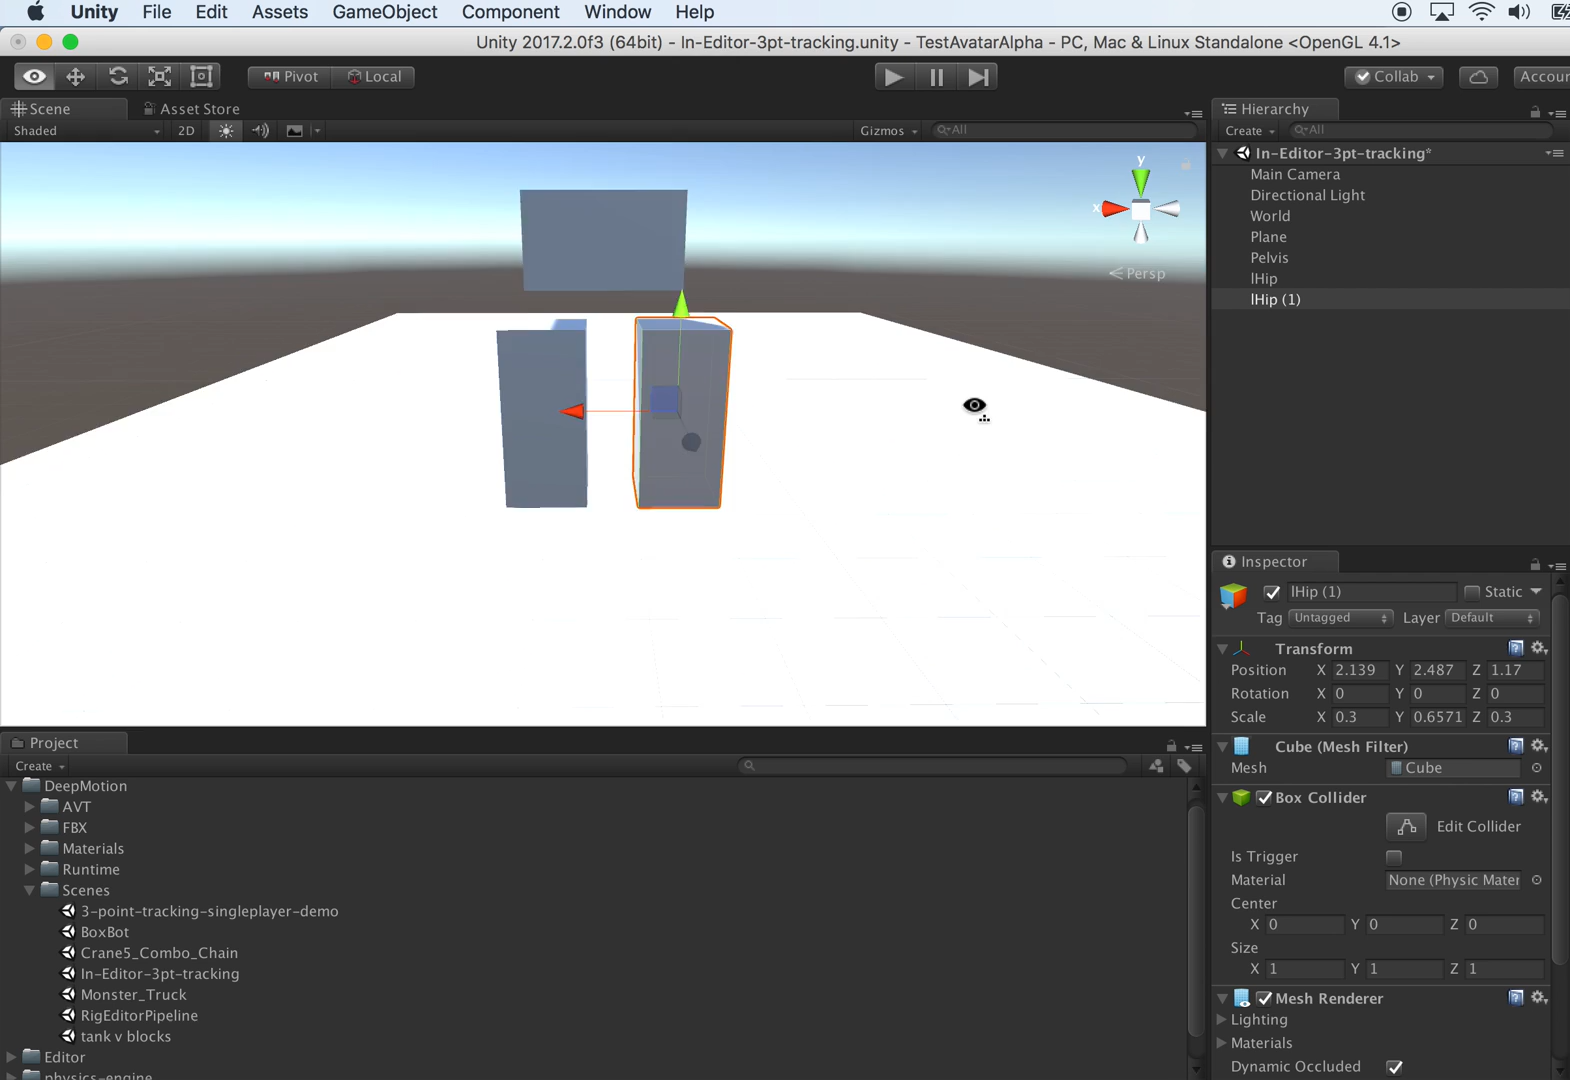 Unity File Edit Assets GameObject Component Window Help
Unity 2017.2.0f3 (64bit) - In-Editor-3pt-tracking.unity - TestAvatarAlpha - PC, Mac & Linux Standalone <OpenGL 4.1>
Pivot Local Collab Accour
Scene Asset Store
Shaded 2D Gizmos All
y
x
Persp
Hierarchy
Create All
In-Editor-3pt-tracking*
Main Camera
Directional Light
World
Plane
Pelvis
lHip
lHip (1)
Inspector
lHip (1) Static
Tag Untagged Layer Default
Transform
Position X 2.139 Y 2.487 Z 1.17
Rotation X 0 Y 0 Z 0
Scale X 0.3 Y 0.6571 Z 0.3
Cube (Mesh Filter)
Mesh Cube
Box Collider
Edit Collider
Is Trigger
Material None (Physic Mater
Center
X 0 Y 0 Z 0
Size
X 1 Y 1 Z 1
Mesh Renderer
Lighting
Materials
Dynamic Occluded
Project
Create
DeepMotion
AVT
FBX
Materials
Runtime
Scenes
3-point-tracking-singleplayer-demo
BoxBot
Crane5_Combo_Chain
In-Editor-3pt-tracking
Monster_Truck
RigEditorPipeline
tank v blocks
Editor
physics-engine